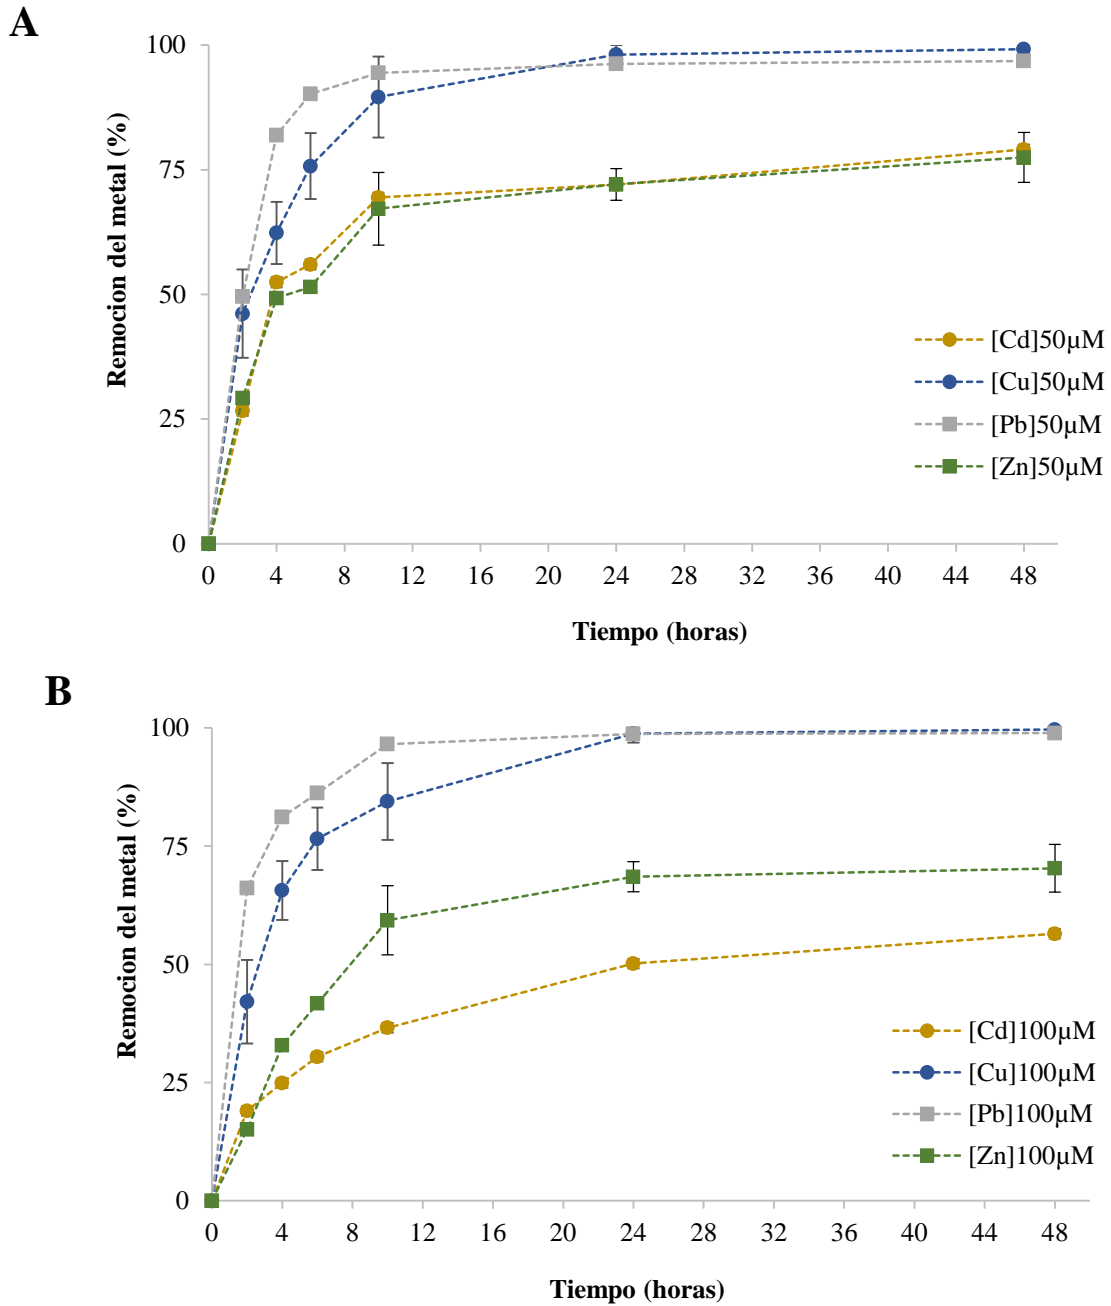 A
100
75
50
25
0
Remocion del metal (%)
0 4 8 12 16 20 24 28 32 36 40 44 48
Tiempo (horas)
[Cd]50µM
[Cu]50µM
[Pb]50µM
[Zn]50µM
B
100
75
50
25
0
Remocion del metal (%)
0 4 8 12 16 20 24 28 32 36 40 44 48
Tiempo (horas)
[Cd]100µM
[Cu]100µM
[Pb]100µM
[Zn]100µM